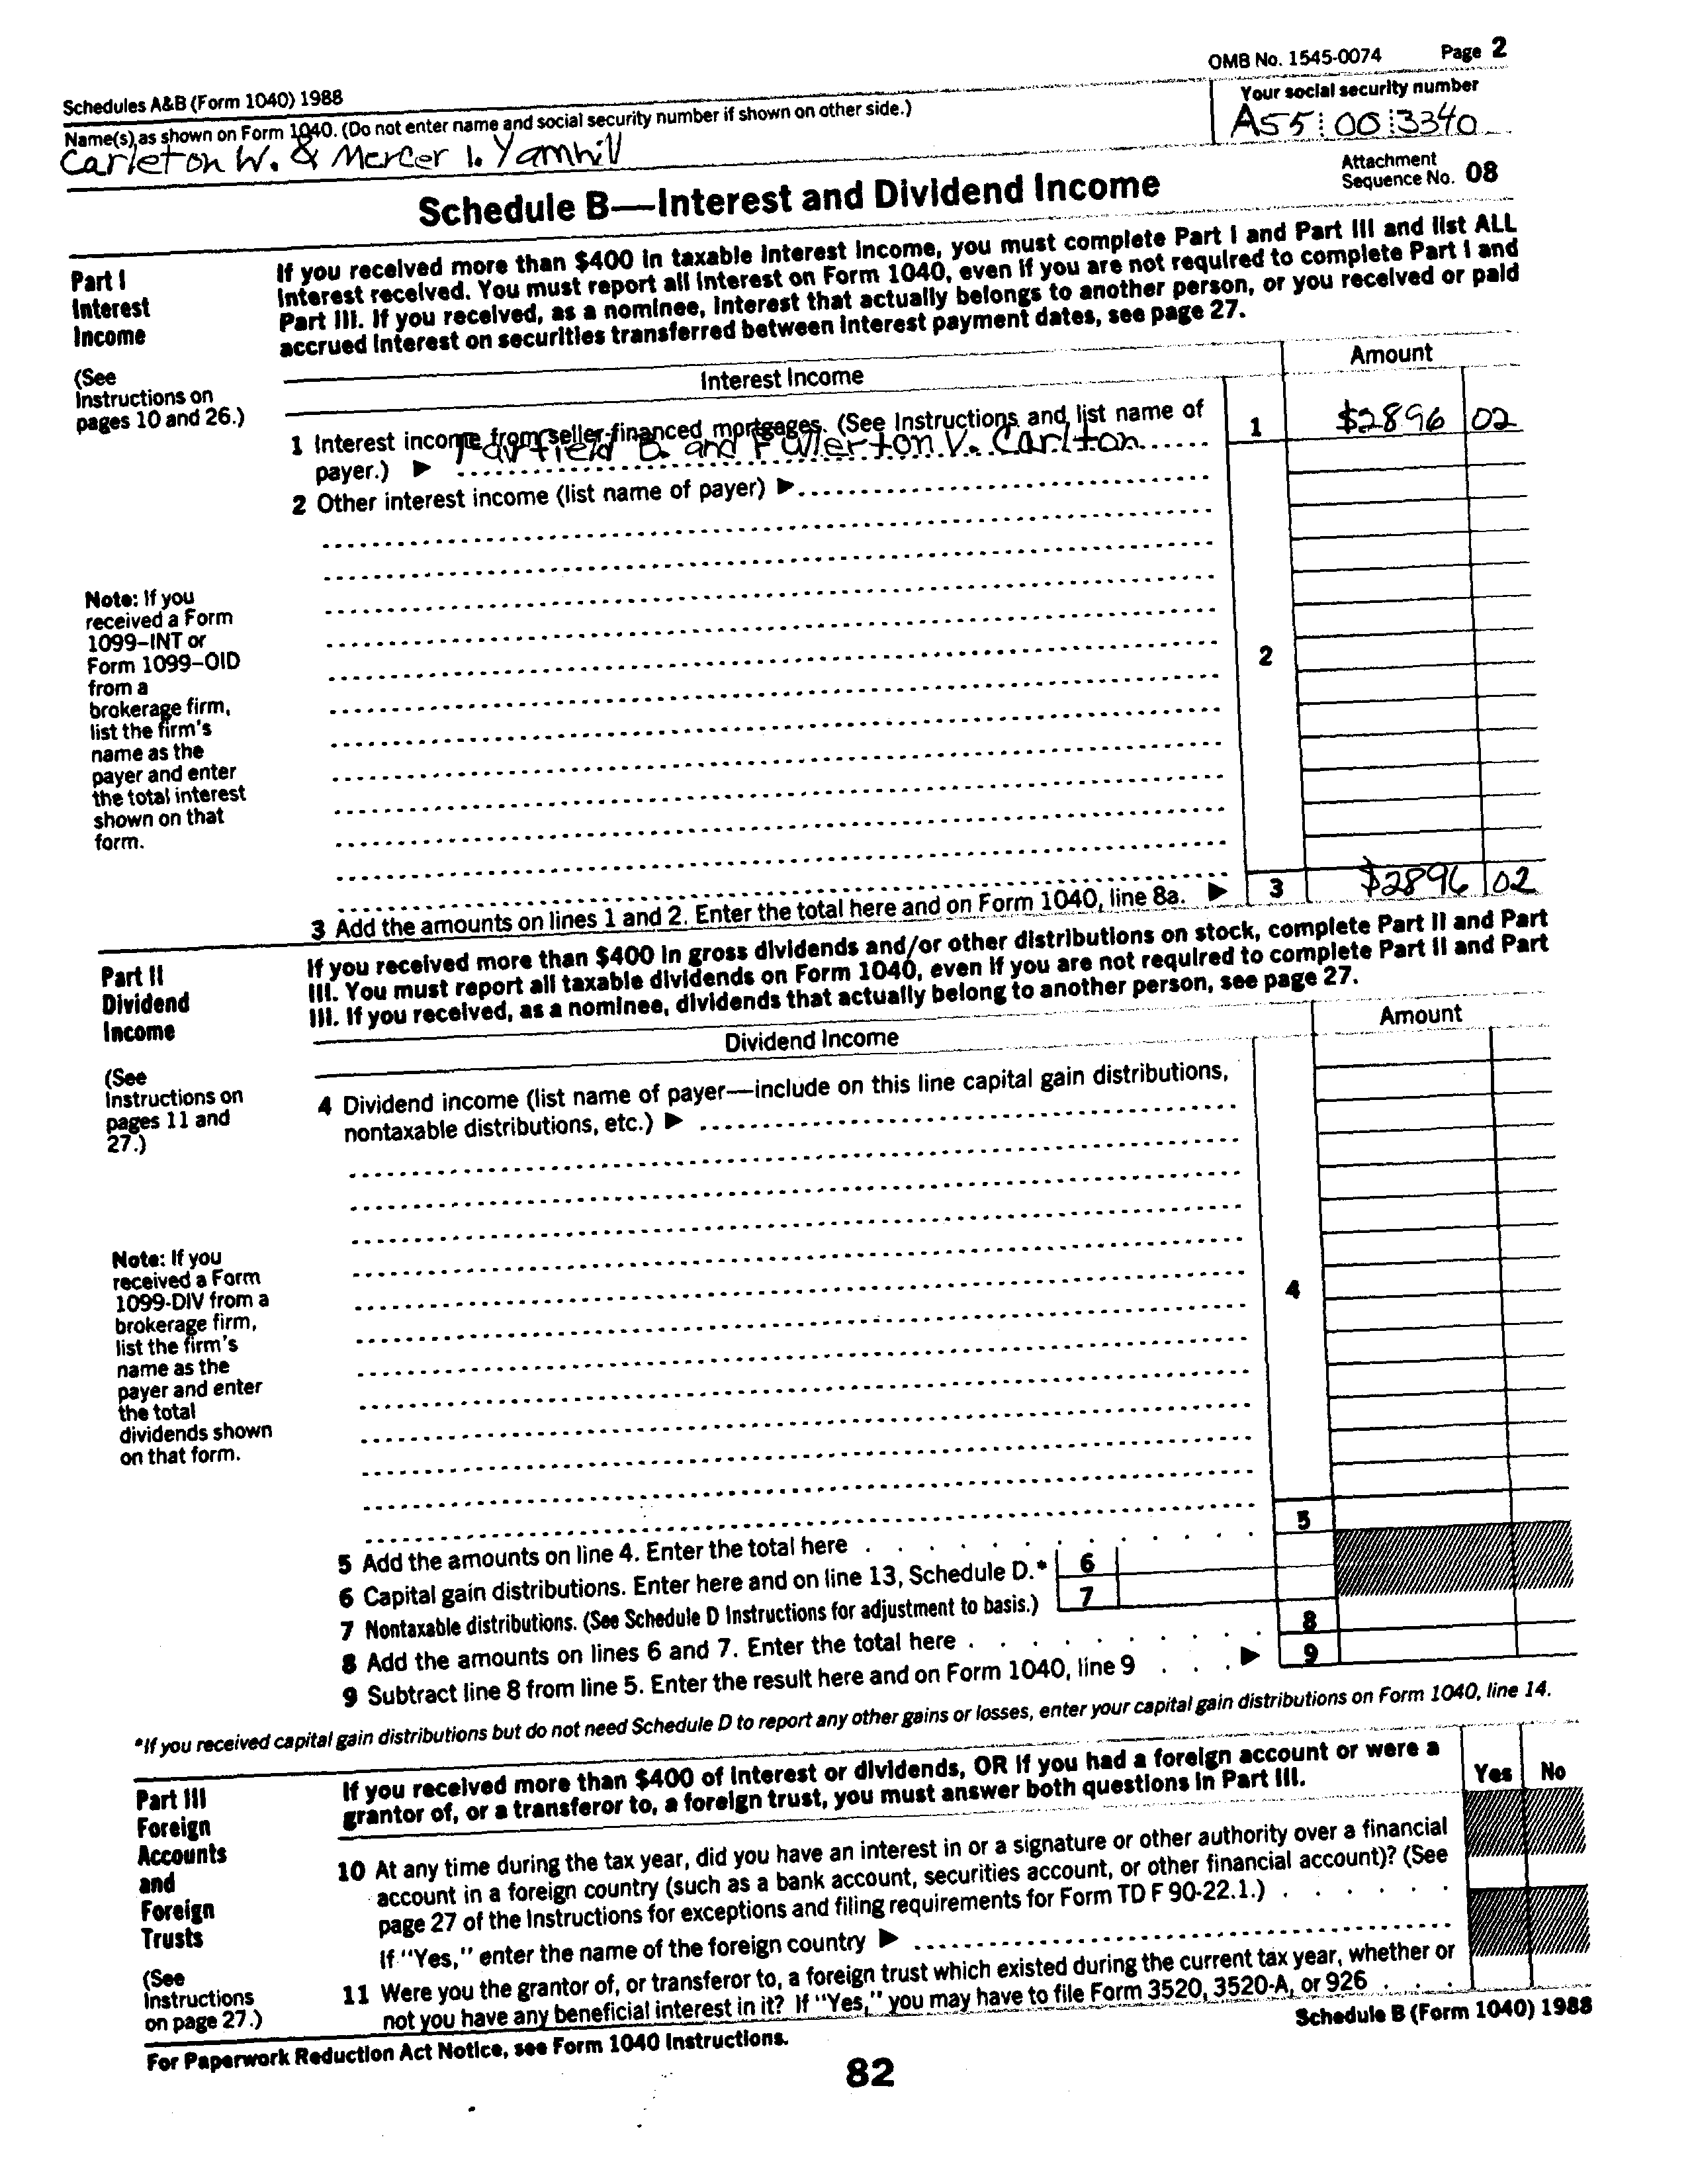 Schedules A&B (Form 1040) 1988
OMB No. 1545-0074 Page 2
Name(s) as shown on Form 1040. (Do not enter name and social security number if shown on other side.)
Your social security number
Carleton W. & Mercer I. Yamhill
A55 00 3340
Schedule B—Interest and Dividend Income
Attachment
Sequence No. 08
Part I
Interest
Income
(See
Instructions on
pages 10 and 26.)
If you received more than $400 in taxable interest income, you must complete Part I and Part III and list ALL
interest received. You must report all interest on Form 1040, even if you are not required to complete Part I and
Part III. If you received, as a nominee, interest that actually belongs to another person, or you received or paid
accrued interest on securities transferred between interest payment dates, see page 27.
Interest Income
Amount
1 Interest income from seller-financed mortgages. (See Instructions and list name of
payer.) ▶ Fairfield B. and Fullerton V. Carlton
1 $2896 02
2 Other interest income (list name of payer) ▶
Note: If you
received a Form
1099–INT or
Form 1099–OID
from a
brokerage firm,
list the firm's
name as the
payer and enter
the total interest
shown on that
form.
2
3 Add the amounts on lines 1 and 2. Enter the total here and on Form 1040, line 8a. ▶ 3 $2896 02
Part II
Dividend
Income
(See
Instructions on
pages 11 and
27.)
If you received more than $400 in gross dividends and/or other distributions on stock, complete Part II and Part
III. You must report all taxable dividends on Form 1040, even if you are not required to complete Part II and Part
III. If you received, as a nominee, dividends that actually belong to another person, see page 27.
Dividend Income
Amount
4 Dividend income (list name of payer—include on this line capital gain distributions,
nontaxable distributions, etc.) ▶
Note: If you
received a Form
1099-DIV from a
brokerage firm,
list the firm's
name as the
payer and enter
the total
dividends shown
on that form.
4
5 Add the amounts on line 4. Enter the total here 5
6 Capital gain distributions. Enter here and on line 13, Schedule D.* 6
7 Nontaxable distributions. (See Schedule D Instructions for adjustment to basis.) 7
8 Add the amounts on lines 6 and 7. Enter the total here 8
9 Subtract line 8 from line 5. Enter the result here and on Form 1040, line 9 ▶ 9
*If you received capital gain distributions but do not need Schedule D to report any other gains or losses, enter your capital gain distributions on Form 1040, line 14.
Part III
Foreign
Accounts
and
Foreign
Trusts
(See
Instructions
on page 27.)
If you received more than $400 of interest or dividends, OR if you had a foreign account or were a
grantor of, or a transferor to, a foreign trust, you must answer both questions in Part III.
Yes No
10 At any time during the tax year, did you have an interest in or a signature or other authority over a financial
account in a foreign country (such as a bank account, securities account, or other financial account)? (See
page 27 of the Instructions for exceptions and filing requirements for Form TD F 90-22.1.)
If "Yes," enter the name of the foreign country ▶
11 Were you the grantor of, or transferor to, a foreign trust which existed during the current tax year, whether or
not you have any beneficial interest in it? If "Yes," you may have to file Form 3520, 3520-A, or 926
For Paperwork Reduction Act Notice, see Form 1040 Instructions.
Schedule B (Form 1040) 1988
82